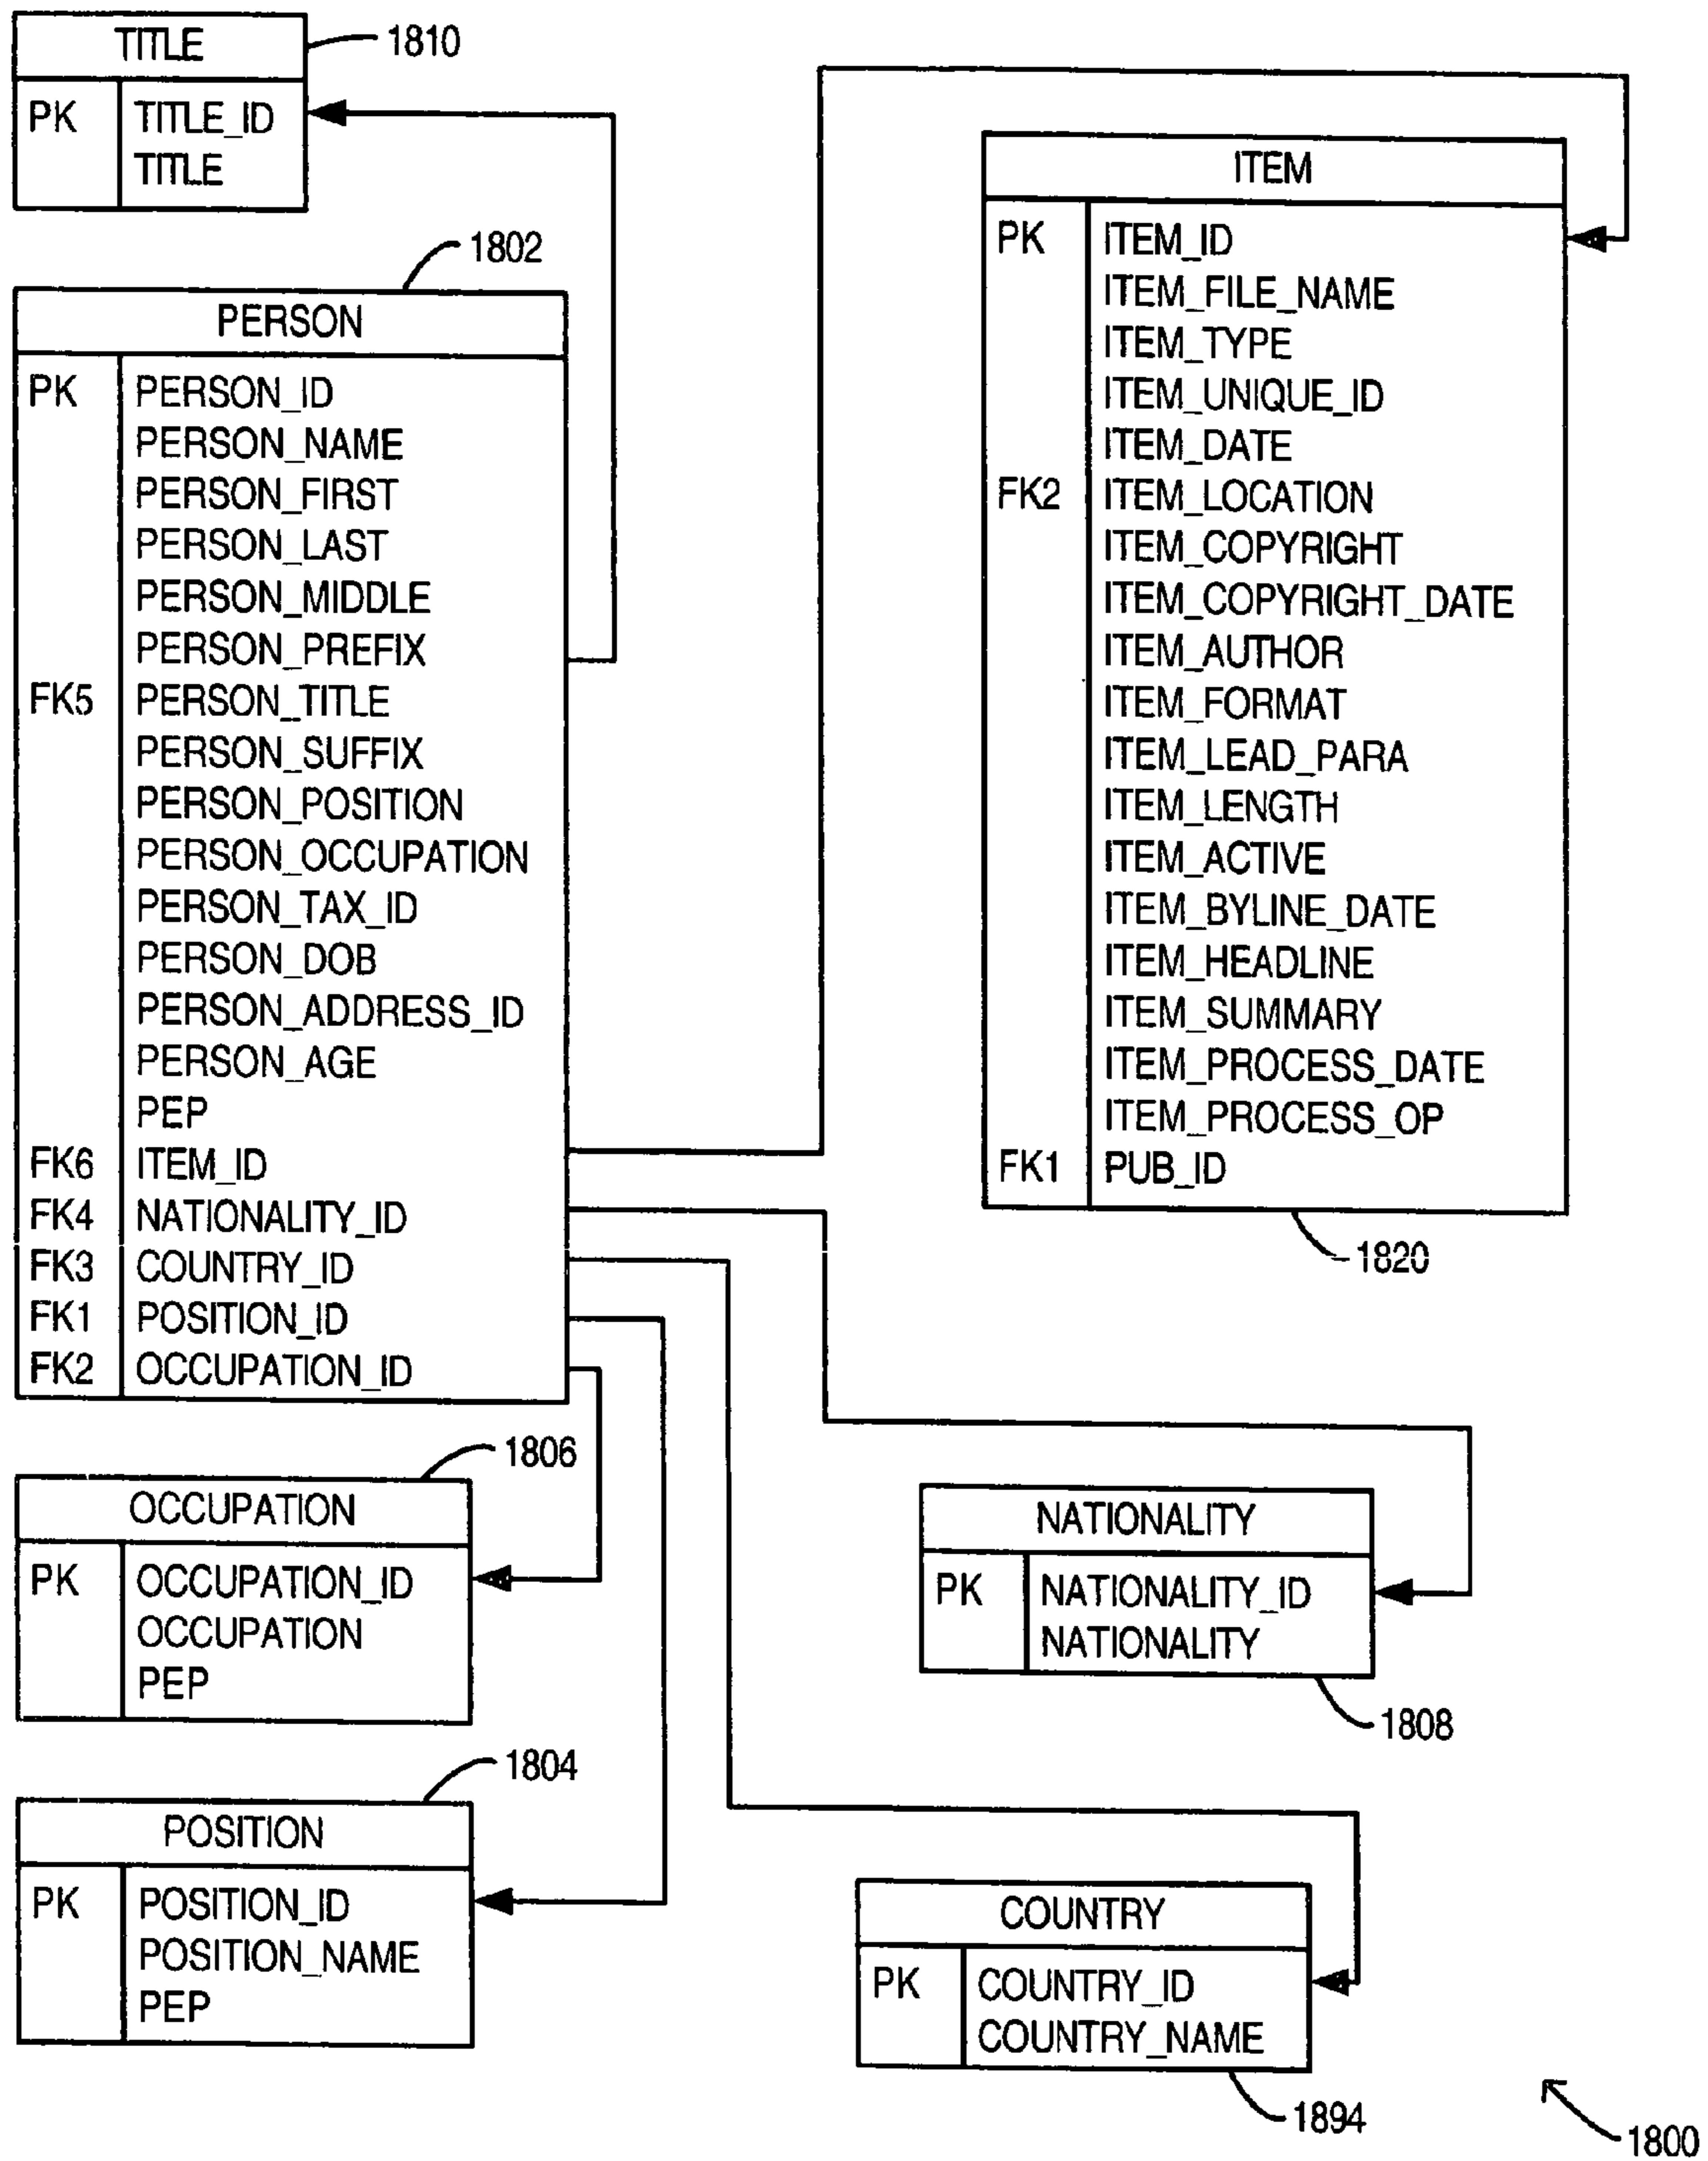 TITLE
1810
PK TITLE_ID
TITLE
1802
PERSON
PK PERSON_ID
PERSON_NAME
PERSON_FIRST
PERSON_LAST
PERSON_MIDDLE
PERSON_PREFIX
FK5 PERSON_TITLE
PERSON_SUFFIX
PERSON_POSITION
PERSON_OCCUPATION
PERSON_TAX_ID
PERSON_DOB
PERSON_ADDRESS_ID
PERSON_AGE
PEP
FK6 ITEM_ID
FK4 NATIONALITY_ID
FK3 COUNTRY_ID
FK1 POSITION_ID
FK2 OCCUPATION_ID
ITEM
PK ITEM_ID
ITEM_FILE_NAME
ITEM_TYPE
ITEM_UNIQUE_ID
ITEM_DATE
FK2 ITEM_LOCATION
ITEM_COPYRIGHT
ITEM_COPYRIGHT_DATE
ITEM_AUTHOR
ITEM_FORMAT
ITEM_LEAD_PARA
ITEM_LENGTH
ITEM_ACTIVE
ITEM_BYLINE_DATE
ITEM_HEADLINE
ITEM_SUMMARY
ITEM_PROCESS_DATE
ITEM_PROCESS_OP
FK1 PUB_ID
1820
1806
OCCUPATION
PK OCCUPATION_ID
OCCUPATION
PEP
NATIONALITY
PK NATIONALITY_ID
NATIONALITY
1808
1804
POSITION
PK POSITION_ID
POSITION_NAME
PEP
COUNTRY
PK COUNTRY_ID
COUNTRY_NAME
1894
1800